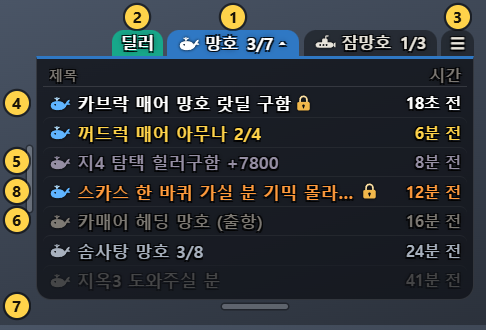 2 1 3
딜러 망호 3/7 잠망호 1/3
제목 시간
4 카브락 매어 망호 랏딜 구함 18초 전
꺼드럭 매어 아무나 2/4 6분 전
5 지4 탐택 힐러구함 +7800 8분 전
8 스카스 한 바퀴 가실 분 기믹 몰라... 12분 전
6 카매어 헤딩 망호 (출항) 16분 전
솜사탕 망호 3/8 24분 전
지옥3 도와주실 분 41분 전
7